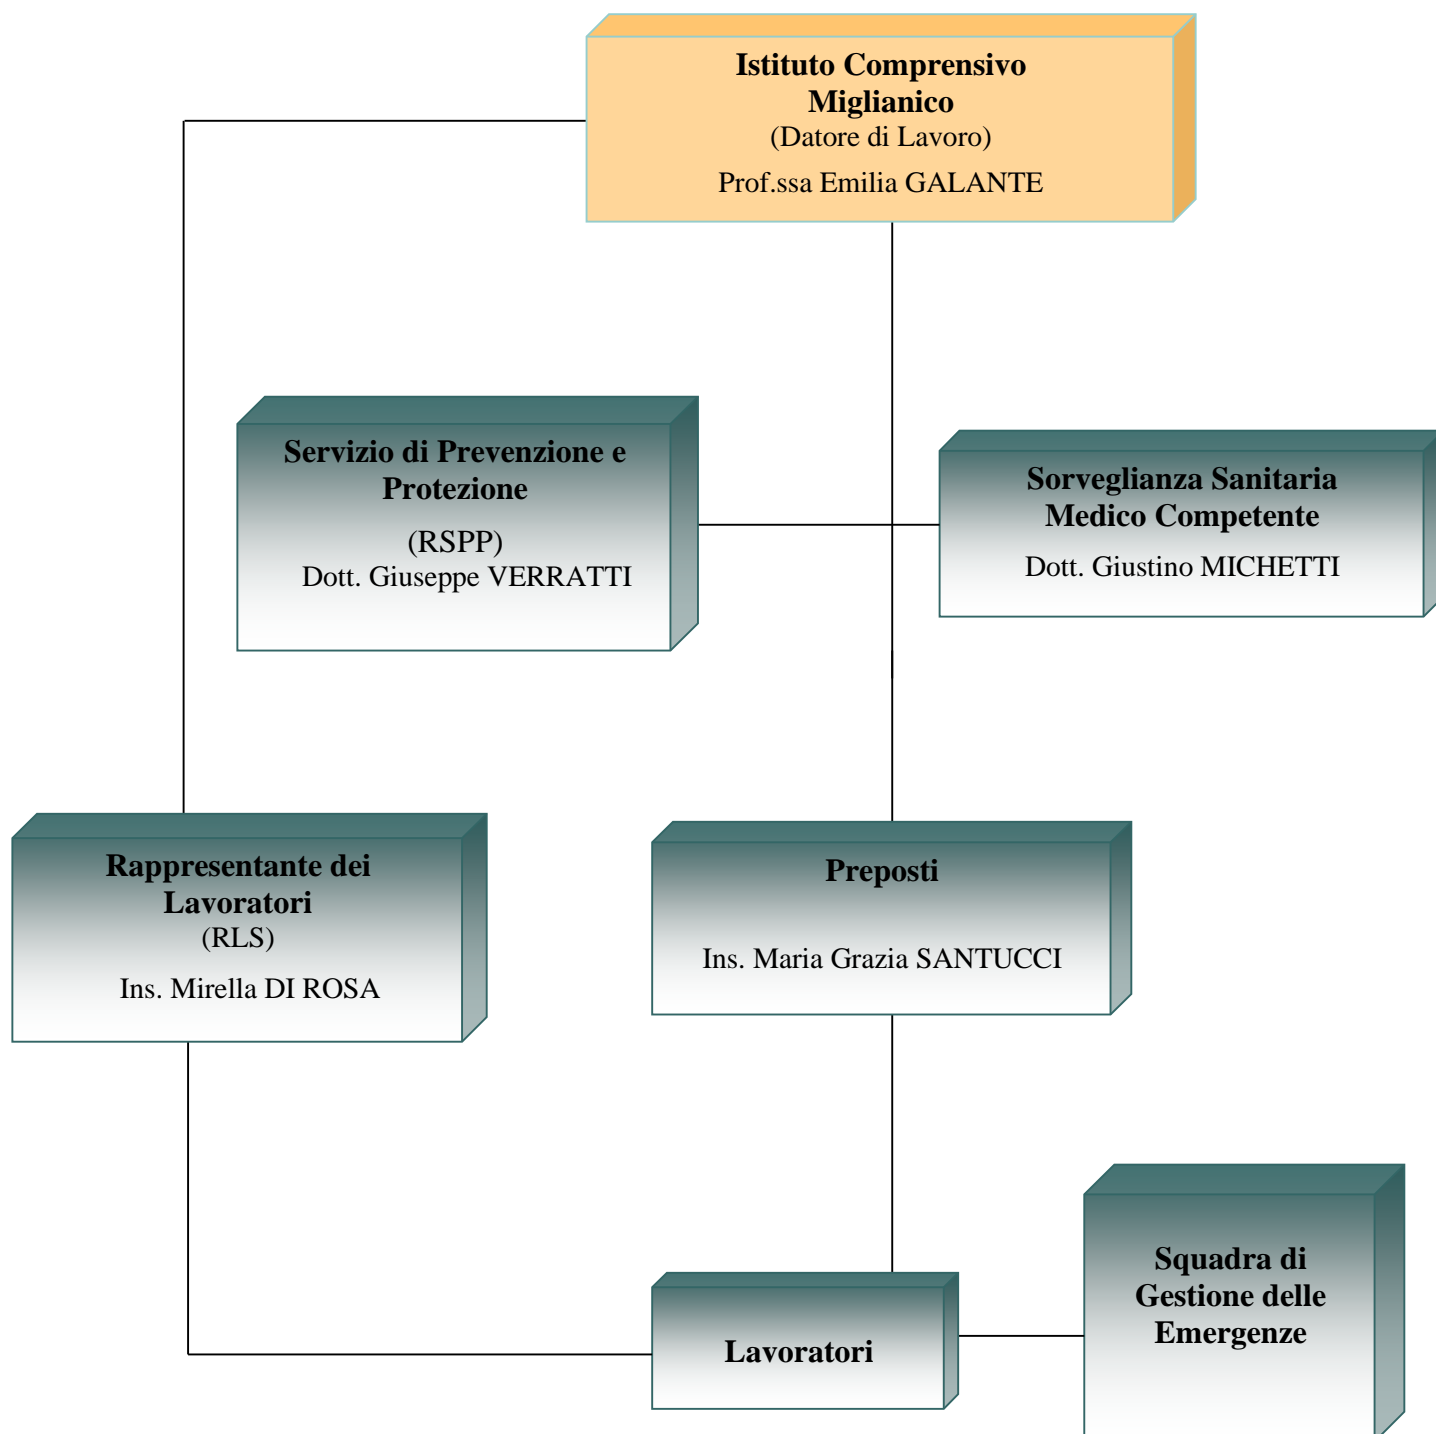 Istituto Comprensivo
Miglianico
(Datore di Lavoro)
Prof.ssa Emilia GALANTE
Servizio di Prevenzione e
Protezione
(RSPP)
Dott. Giuseppe VERRATTI
Sorveglianza Sanitaria
Medico Competente
Dott. Giustino MICHETTI
Rappresentante dei
Lavoratori
(RLS)
Ins. Mirella DI ROSA
Preposti
Ins. Maria Grazia SANTUCCI
Squadra di
Gestione delle
Emergenze
Lavoratori